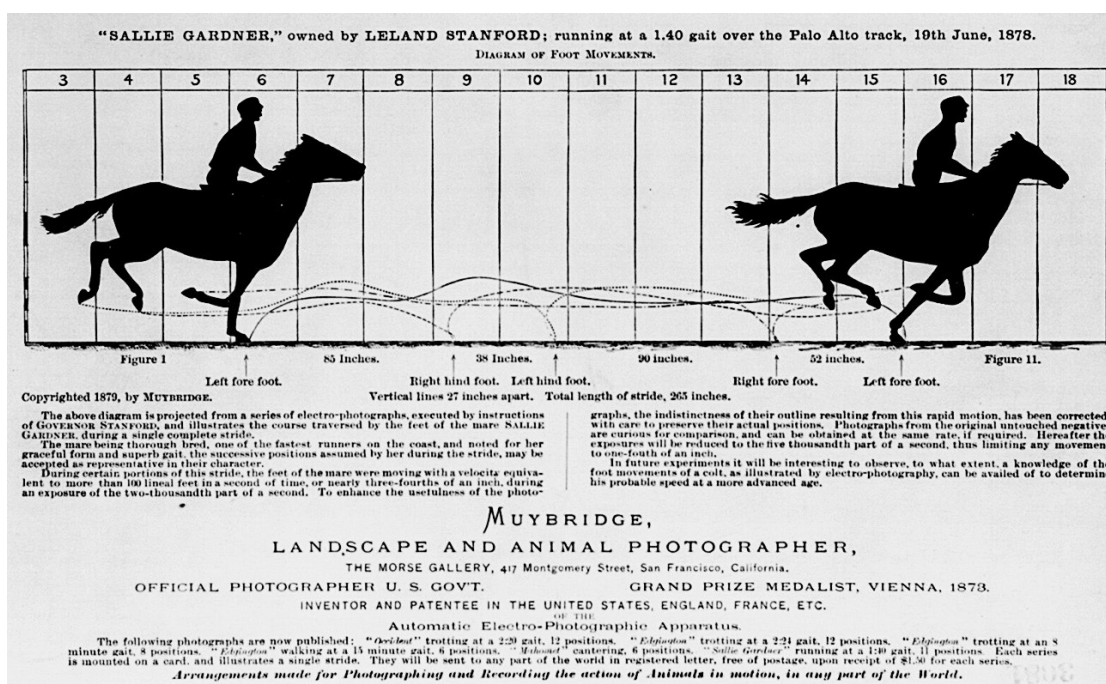 "SALLIE GARDNER," owned by LELAND STANFORD; running at a 1.40 gait over the Palo Alto track, 19th June, 1878.
DIAGRAM OF FOOT MOVEMENTS.
3 4 5 6 7 8 9 10 11 12 13 14 15 16 17 18
Figure 1 85 Inches. 38 Inches. 90 inches. 52 inches. Figure 11.
Left fore foot. Right hind foot. Left hind foot. Right fore foot. Left fore foot.
Copyrighted 1879, by MUYBRIDGE. Vertical lines 27 inches apart. Total length of stride, 265 inches.
The above diagram is projected from a series of electro-photographs, executed by instructions
of GOVERNOR STANFORD, and illustrates the course traversed by the feet of the mare SALLIE
GARDNER, during a single complete stride.
The mare being thorough bred, one of the fastest runners on the coast, and noted for her
graceful form and superb gait, the successive positions assumed by her during the stride, may be
accepted as representative in their character.
During certain portions of this stride, the feet of the mare were moving with a velocity equiva-
lent to more than 100 lineal feet in a second of time, or nearly three-fourths of an inch, during
an exposure of the two-thousandth part of a second. To enhance the usefulness of the photo-
graphs, the indistinctness of their outline resulting from this rapid motion, has been corrected
with care to preserve their actual positions. Photographs from the original untouched negative
are curious for comparison, and can be obtained at the same rate, if required. Hereafter the
exposures will be reduced to the five thousandth part of a second, thus limiting any movemen
to one-fouth of an inch.
In future experiments it will be interesting to observe, to what extent, a knowledge of the
foot movements of a colt, as illustrated by electro-photography, can be availed of to determin
his probable speed at a more advanced age.
MUYBRIDGE,
LANDSCAPE AND ANIMAL PHOTOGRAPHER,
THE MORSE GALLERY, 417 Montgomery Street, San Francisco, California.
OFFICIAL PHOTOGRAPHER U. S. GOV'T. GRAND PRIZE MEDALIST, VIENNA, 1873.
INVENTOR AND PATENTEE IN THE UNITED STATES, ENGLAND, FRANCE, ETC.
OF THE
Automatic Electro-Photographic Apparatus.
The following photographs are now published: "Occident" trotting at a 2:20 gait, 12 positions. "Edgington" trotting at a 2:24 gait, 12 positions. "Edgington" trotting at an 8
minute gait, 8 positions. "Edgington" walking at a 15 minute gait, 6 positions. "Mahomet" cantering, 6 positions. "Sallie Gardner" running at a 1:40 gait, 11 positions. Each series
is mounted on a card, and illustrates a single stride. They will be sent to any part of the world in registered letter, free of postage, upon receipt of $1.50 for each series.
Arrangements made for Photographing and Recording the action of Animals in motion, in any part of the World.